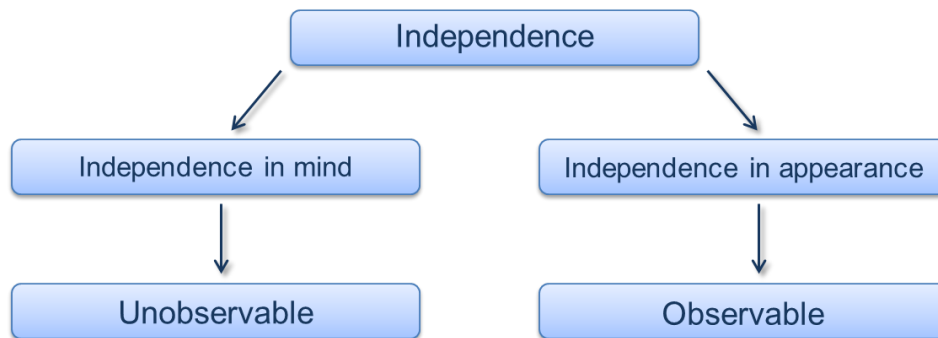 Independence
Independence in mind
Independence in appearance
Unobservable
Observable